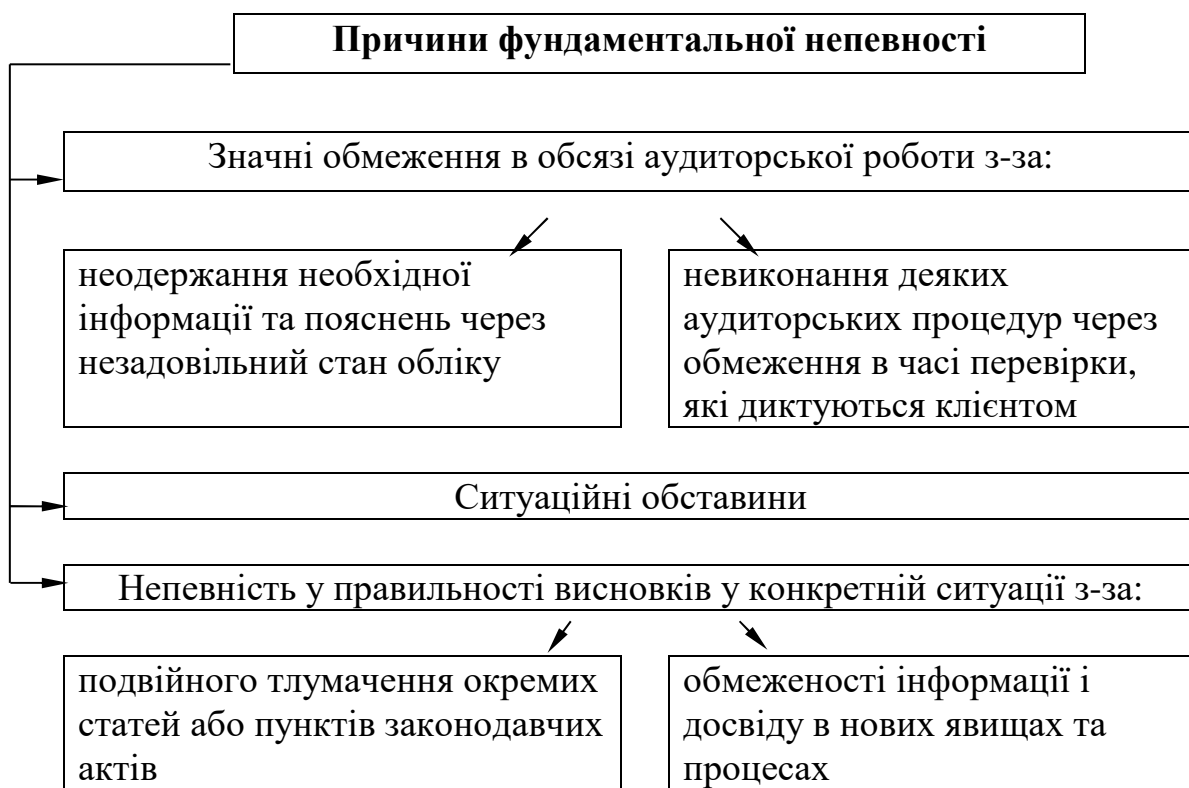 Причини фундаментальної непевності
Значні обмеження в обсязі аудиторської роботи з-за:
неодержання необхідної
інформації та пояснень через
незадовільний стан обліку
невиконання деяких
аудиторських процедур через
обмеження в часі перевірки,
які диктуються клієнтом
Ситуаційні обставини
Непевність у правильності висновків у конкретній ситуації з-за:
подвійного тлумачення окремих
статей або пунктів законодавчих
актів
обмеженості інформації і
досвіду в нових явищах та
процесах